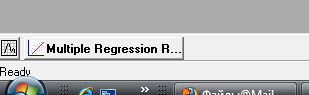 Multiple Regression R...
Ready
»
Файлы@Mail